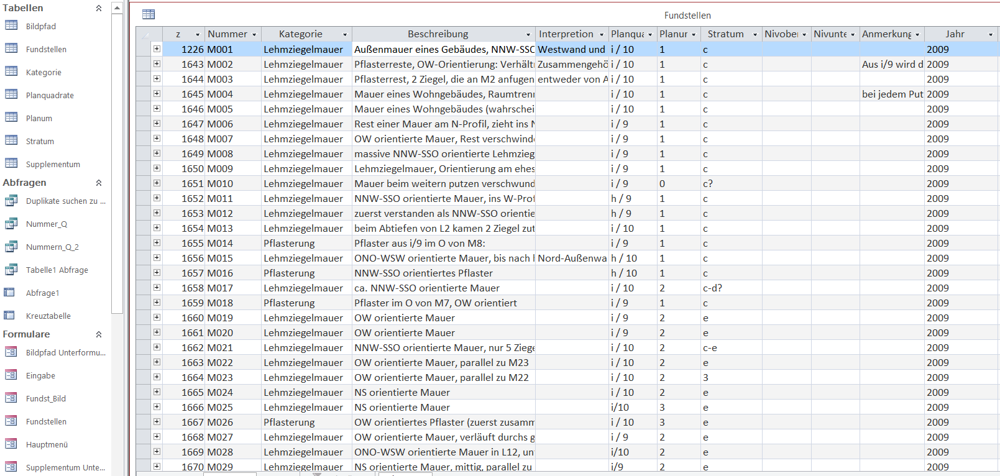 Tabellen
Bildpfad
Fundstellen
Kategorie
Planquadrate
Planum
Stratum
Supplementum
Abfragen
Duplikate suchen zu ...
Nummer_Q
Nummern_Q_2
Tabelle1 Abfrage
Abfrage1
Kreuztabelle
Formulare
Bildpfad Unterformu...
Eingabe
Fundst_Bild
Fundstellen
Hauptmenü
Supplementum Unte...
Fundstellen
z Nummer Kategorie Beschreibung Interpretion Planqua Planur Stratum Nivober Nivunte Anmerkung Jahr
1226 M001 Lehmziegelmauer Außenmauer eines Gebäudes, NNW-SSO Westwand und i / 10 1 c 2009
1643 M002 Lehmziegelmauer Pflasterreste, OW-Orientierung: Verhältn Zusammengehö i / 10 1 c Aus i/9 wird d 2009
1644 M003 Lehmziegelmauer Pflasterrest, 2 Ziegel, die an M2 anfugen entweder von A i / 10 1 c 2009
1645 M004 Lehmziegelmauer Mauer eines Wohngebäudes, Raumtrenn i / 10 1 c bei jedem Put 2009
1646 M005 Lehmziegelmauer Mauer eines Wohngebäudes (wahrschei i / 10 1 c 2009
1647 M006 Lehmziegelmauer Rest einer Mauer am N-Profil, zieht ins N i / 9 1 c 2009
1648 M007 Lehmziegelmauer OW orientierte Mauer, Rest verschwinde i / 9 1 c 2009
1649 M008 Lehmziegelmauer massive NNW-SSO orientierte Lehmzieg i / 9 1 c 2009
1650 M009 Lehmziegelmauer Lehmziegelmauer, Orientierung am ehes i / 9 1 c 2009
1651 M010 Lehmziegelmauer Mauer beim weitern putzen verschwund i / 9 0 c? 2009
1652 M011 Lehmziegelmauer NNW-SSO orientierte Mauer, ins W-Prof h / 9 1 c 2009
1653 M012 Lehmziegelmauer zuerst verstanden als NNW-SSO orientie h / 9 1 c 2009
1654 M013 Lehmziegelmauer beim Abtiefen von L2 kamen 2 Ziegel zut i / 10 1 c 2009
1655 M014 Pflasterung Pflaster aus i/9 im O von M8: i / 9 1 c 2009
1656 M015 Lehmziegelmauer ONO-WSW orientierte Mauer, bis nach h Nord-Außenwa h / 10 1 c 2009
1657 M016 Pflasterung NNW-SSO orientiertes Pflaster h / 10 1 c 2009
1658 M017 Lehmziegelmauer ca. NNW-SSO orientierte Mauer i / 10 2 c-d? 2009
1659 M018 Pflasterung Pflaster im O von M7, OW orientiert i / 9 1 c 2009
1660 M019 Lehmziegelmauer OW orientierte Mauer i / 9 2 e 2009
1661 M020 Lehmziegelmauer OW orientierte Mauer i / 9 2 e 2009
1662 M021 Lehmziegelmauer NNW-SSO orientierte Mauer, nur 5 Ziege i / 10 2 c-e 2009
1663 M022 Lehmziegelmauer OW orientierte Mauer, parallel zu M23 i / 10 2 e 2009
1664 M023 Lehmziegelmauer OW orientierte Mauer, parallel zu M22 i / 10 2 3 2009
1665 M024 Lehmziegelmauer NS orientierte Mauer i / 10 2 e 2009
1666 M025 Lehmziegelmauer NS orientierte Mauer i/10 3 e 2009
1667 M026 Pflasterung OW orientiertes Pflaster (zuerst zusamm i / 10 3 e 2009
1668 M027 Lehmziegelmauer OW orientierte Mauer, verläuft durchs g i / 9 2 e 2009
1669 M028 Lehmziegelmauer ONO-WSW orientierte Mauer in L12, un i/10 2 e 2009
1670 M029 Lehmziegelmauer NS orientierte Mauer, mittig, parallel zu i/9 2 e 2009